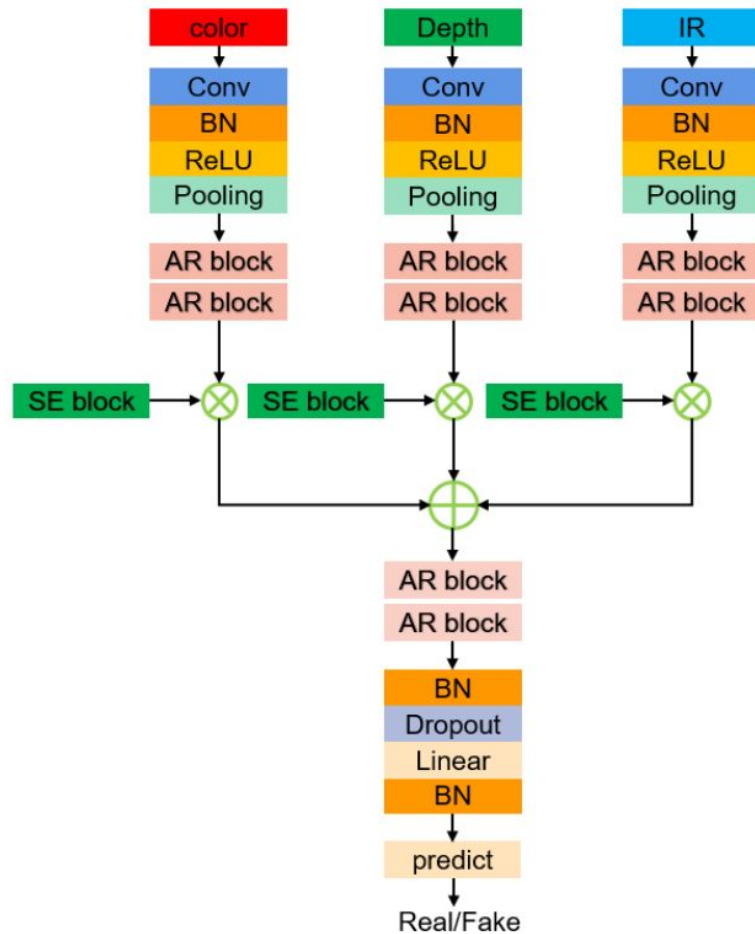 color
Depth
IR
Conv
Conv
Conv
BN
BN
BN
ReLU
ReLU
ReLU
Pooling
Pooling
Pooling
AR block
AR block
AR block
AR block
AR block
AR block
SE block
SE block
SE block
AR block
AR block
BN
Dropout
Linear
BN
predict
Real/Fake